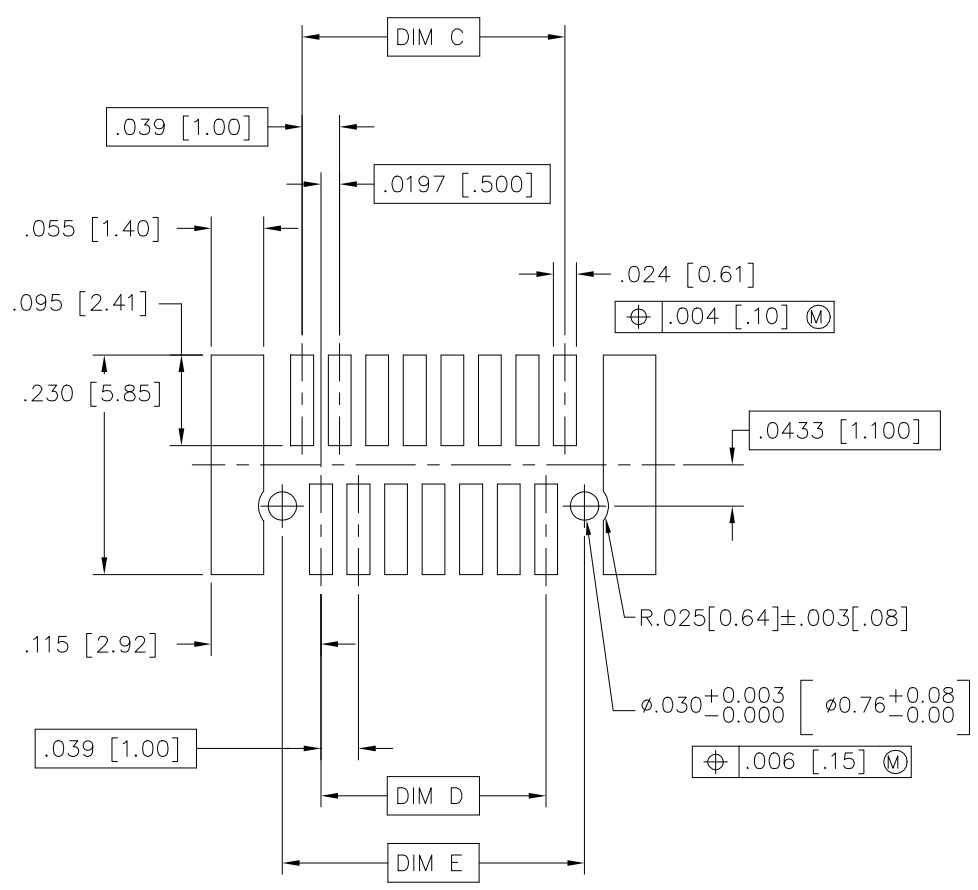 DIM C
.039 [1.00]
.0197 [.500]
.055 [1.40]
.024 [0.61]
.095 [2.41]
⌖ .004 [.10] Ⓜ
.230 [5.85]
.0433 [1.100]
R.025[0.64]±.003[.08]
.115 [2.92]
⌀.030+0.003 -0.000 [⌀0.76+0.08 -0.00]
.039 [1.00]
⌖ .006 [.15] Ⓜ
DIM D
DIM E